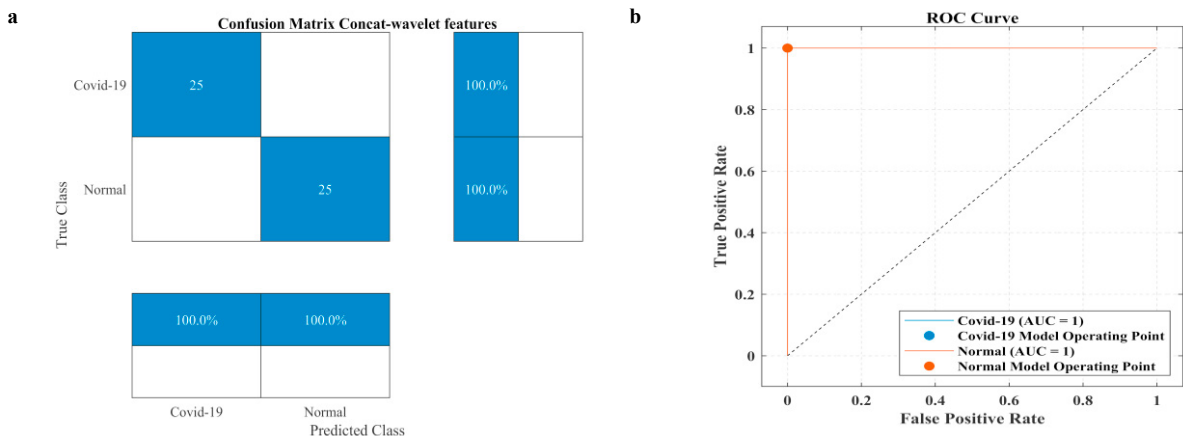 a
Confusion Matrix Concat-wavelet features
Covid-19
25
100.0%
Normal
25
100.0%
True Class
100.0%
100.0%
Covid-19
Normal
Predicted Class
b
ROC Curve
1
0.8
0.6
0.4
0.2
0
True Positive Rate
Covid-19 (AUC = 1)
Covid-19 Model Operating Point
Normal (AUC = 1)
Normal Model Operating Point
0
0.2
0.4
0.6
0.8
1
False Positive Rate